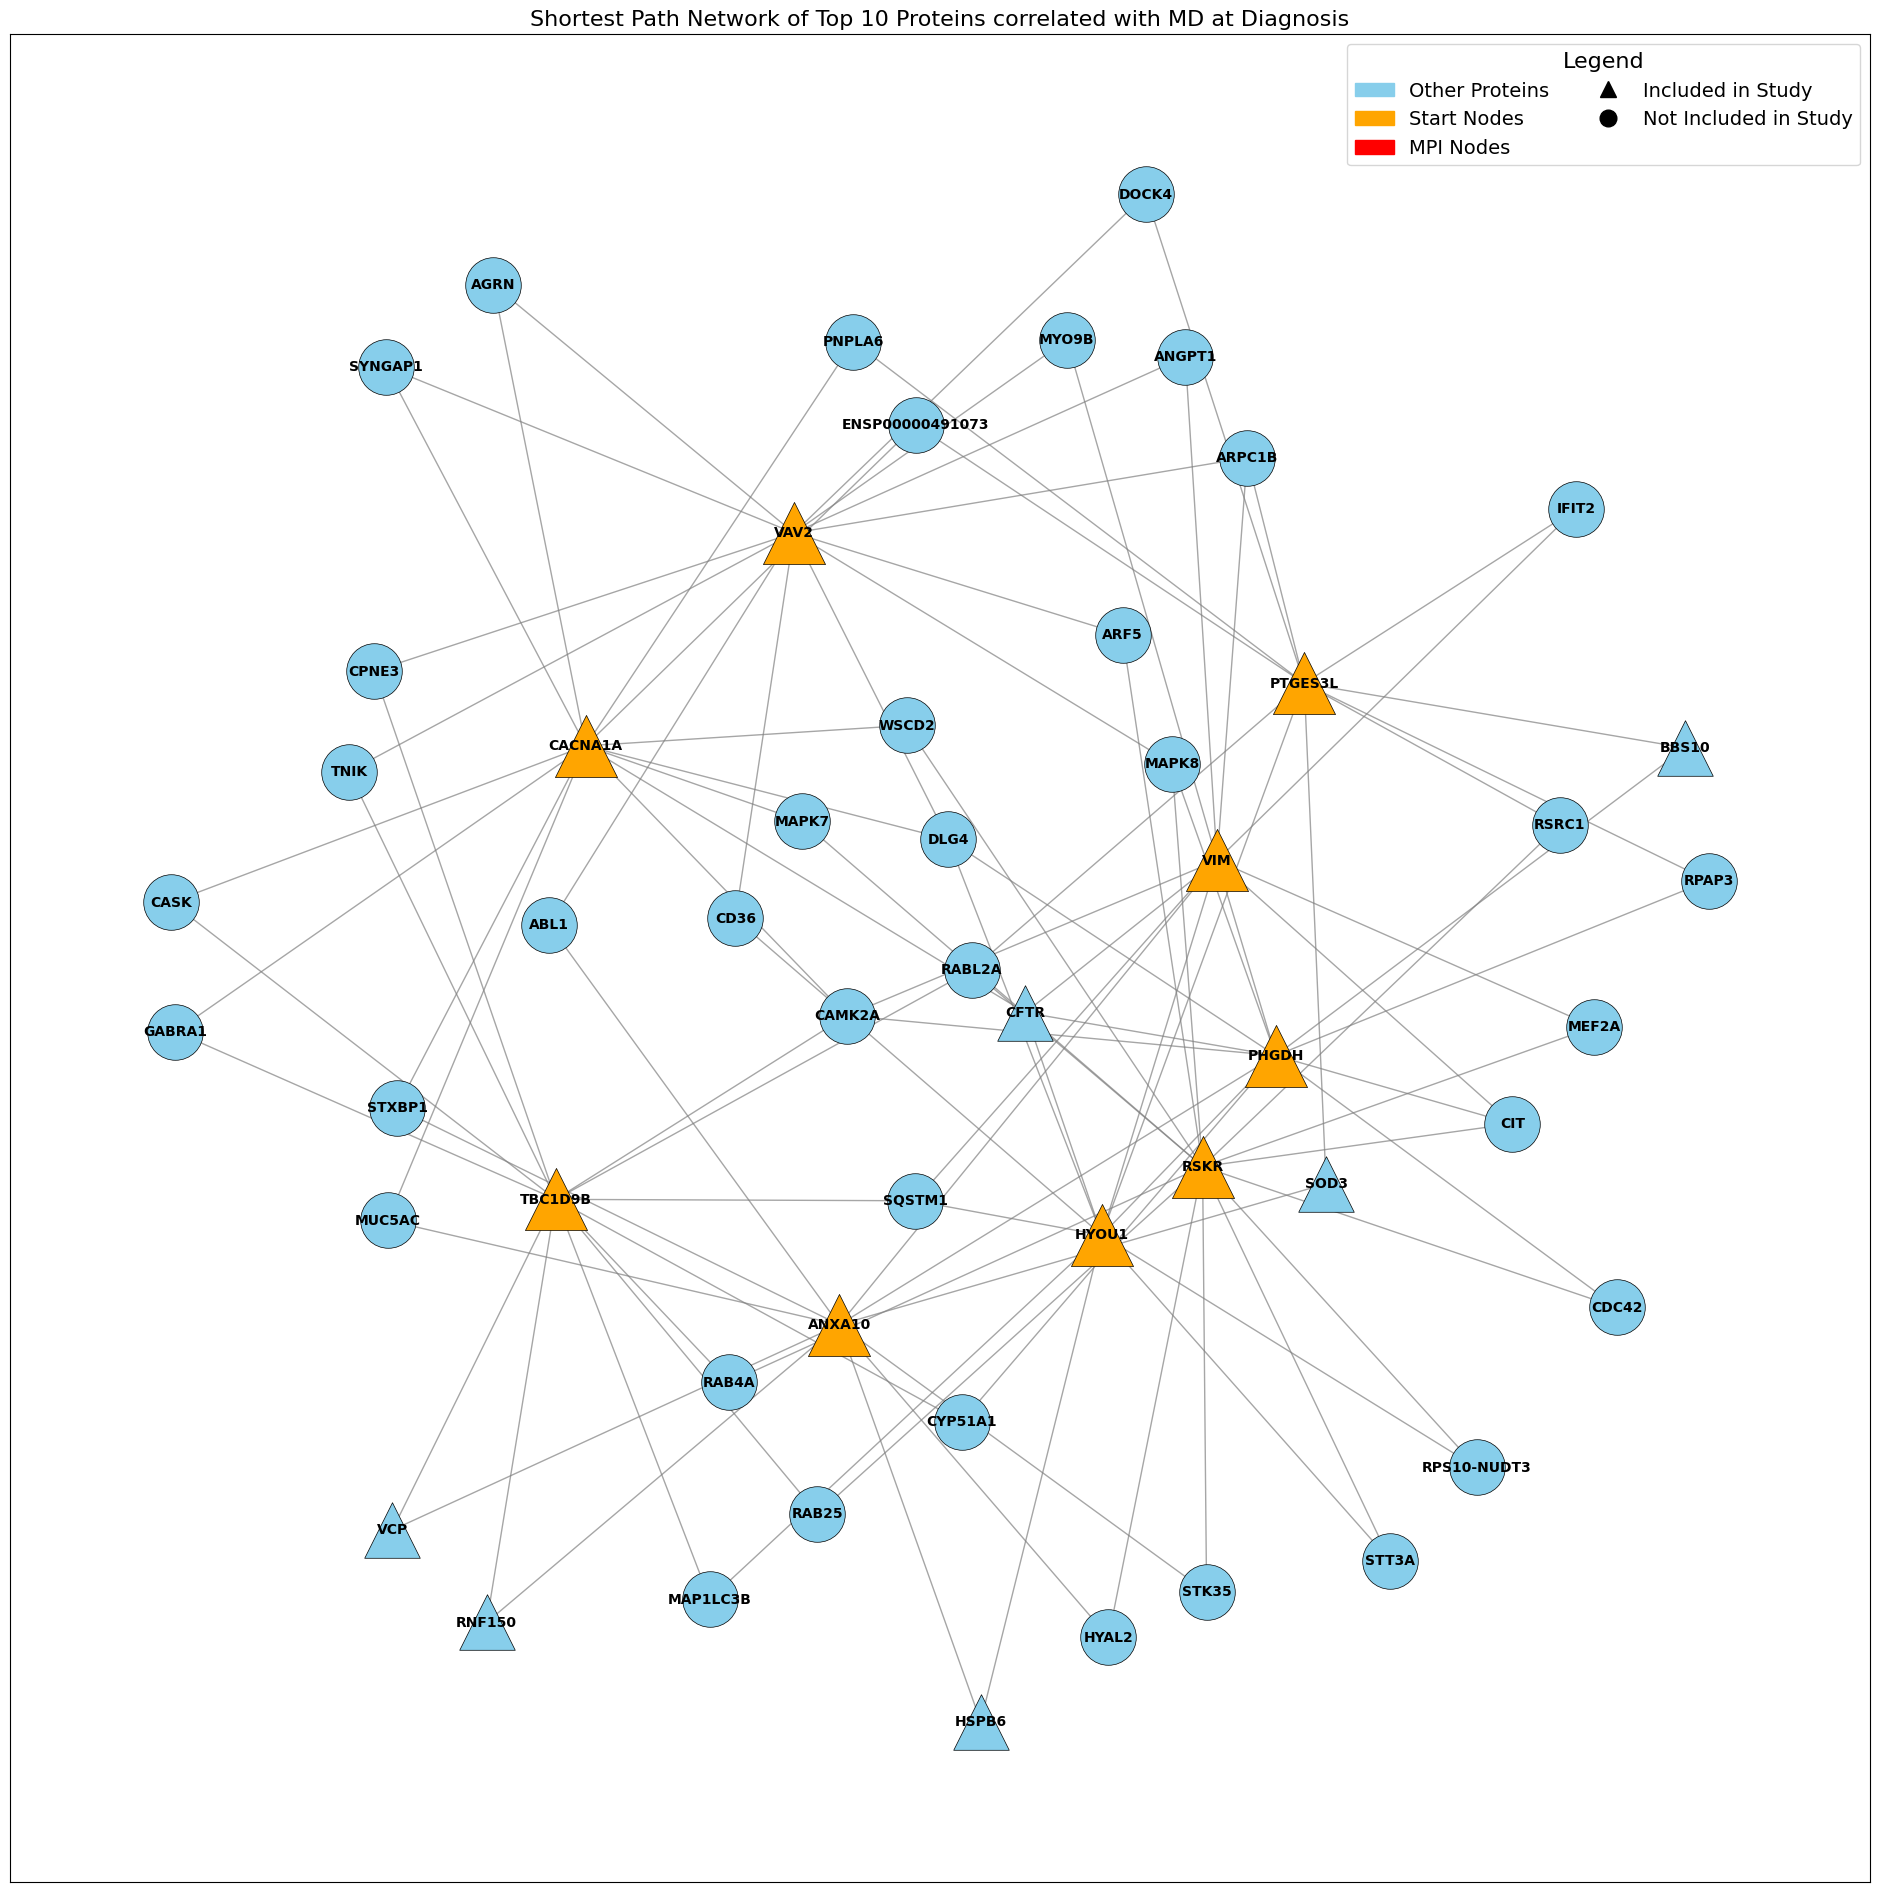 Shortest Path Network of Top 10 Proteins correlated with MD at Diagnosis
Legend
Other Proteins
Start Nodes
MPI Nodes
Included in Study
Not Included in Study
DOCK4
AGRN
PNPLA6
MYO9B
ANGPT1
SYNGAP1
ENSP00000491073
ARPC1B
IFIT2
VAV2
ARF5
CPNE3
PTGES3L
WSCD2
CACNA1A
BBS10
TNIK
MAPK8
MAPK7
DLG4
RSRC1
VIM
RPAP3
CASK
CD36
ABL1
RABL2A
CFTR
CAMK2A
GABRA1
MEF2A
PHGDH
STXBP1
CIT
RSKR
SOD3
TBC1D9B
SQSTM1
MUC5AC
HYOU1
CDC42
ANXA10
RAB4A
CYP51A1
RPS10-NUDT3
RAB25
VCP
STT3A
STK35
MAP1LC3B
RNF150
HYAL2
HSPB6